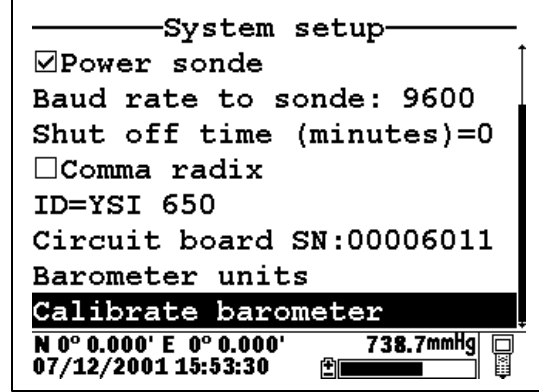 System setup
☑Power sonde
Baud rate to sonde: 9600
Shut off time (minutes)=0
☐Comma radix
ID=YSI 650
Circuit board SN:00006011
Barometer units
Calibrate barometer
N 0° 0.000' E 0° 0.000' 738.7mmHg
07/12/2001 15:53:30